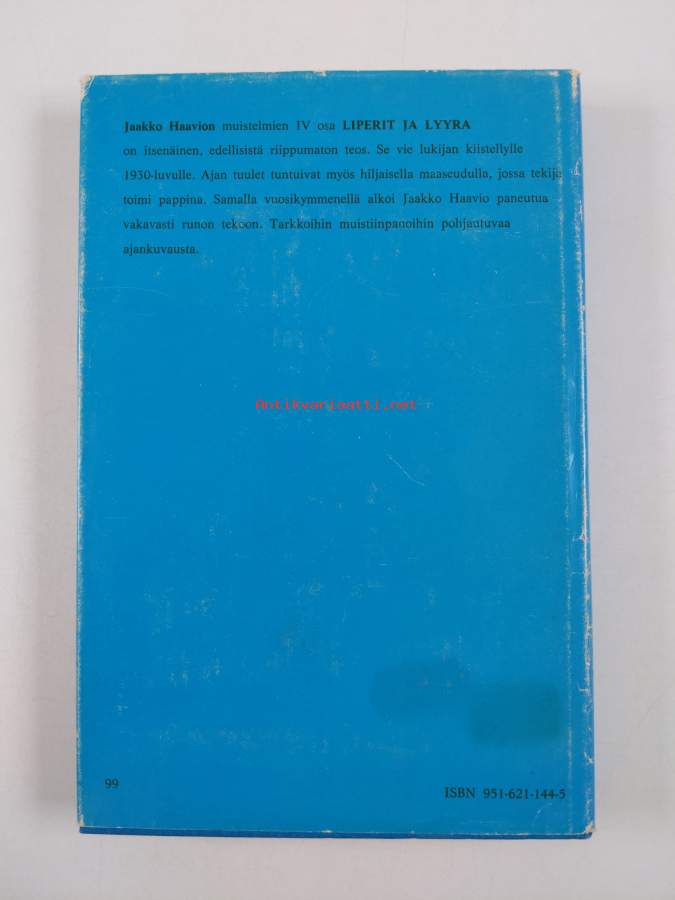 Jaakko Haavion muistelmien IV osa LIPERIT JA LYYRA
on itsenäinen, edellisistä riippumaton teos. Se vie lukijan kiistellylle
1930-luvulle. Ajan tuulet tuntuivat myös hiljaisella maaseudulla, jossa tekijä
toimi pappina. Samalla vuosikymmenellä alkoi Jaakko Haavio paneutua
vakavasti runon tekoon. Tarkkoihin muistiinpanoihin pohjautuvaa
ajankuvausta.
Antikvariaatti.net
99
ISBN 951-621-144-5